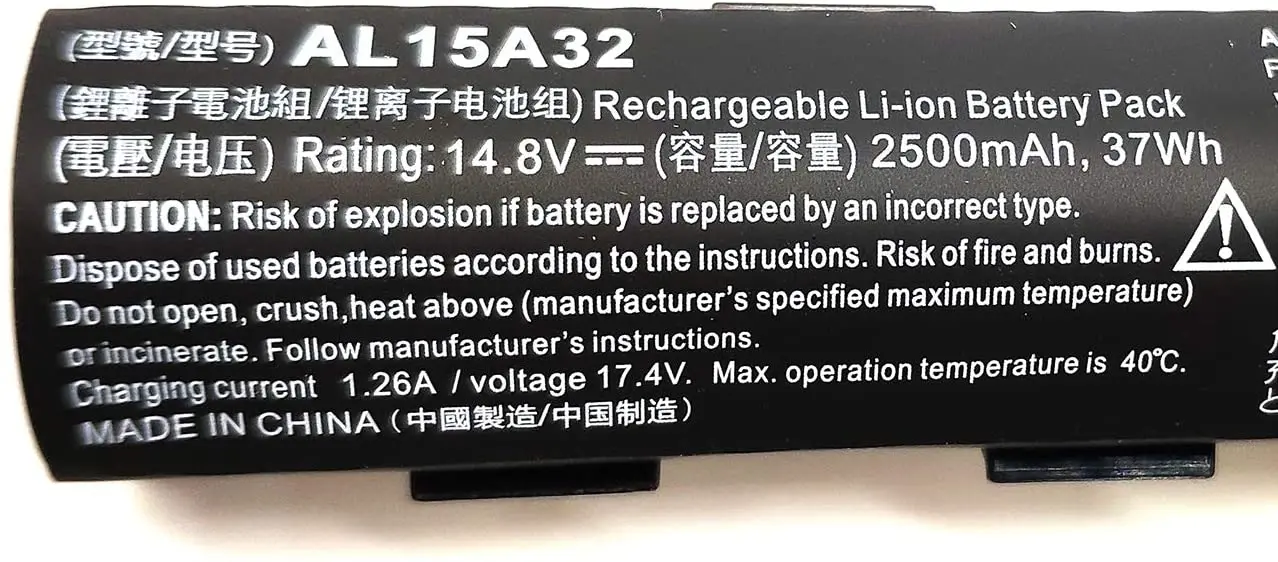 (型號/型号) AL15A32
(鋰離子電池組/锂离子电池组) Rechargeable Li-ion Battery Pack
(電壓/电压) Rating: 14.8V (容量/容量) 2500mAh, 37Wh
CAUTION: Risk of explosion if battery is replaced by an incorrect type.
Dispose of used batteries according to the instructions. Risk of fire and burns.
Do not open, crush,heat above (manufacturer's specified maximum temperature)
or incinerate. Follow manufacturer's instructions.
Charging current 1.26A / voltage 17.4V. Max. operation temperature is 40℃.
MADE IN CHINA (中國製造/中国制造)